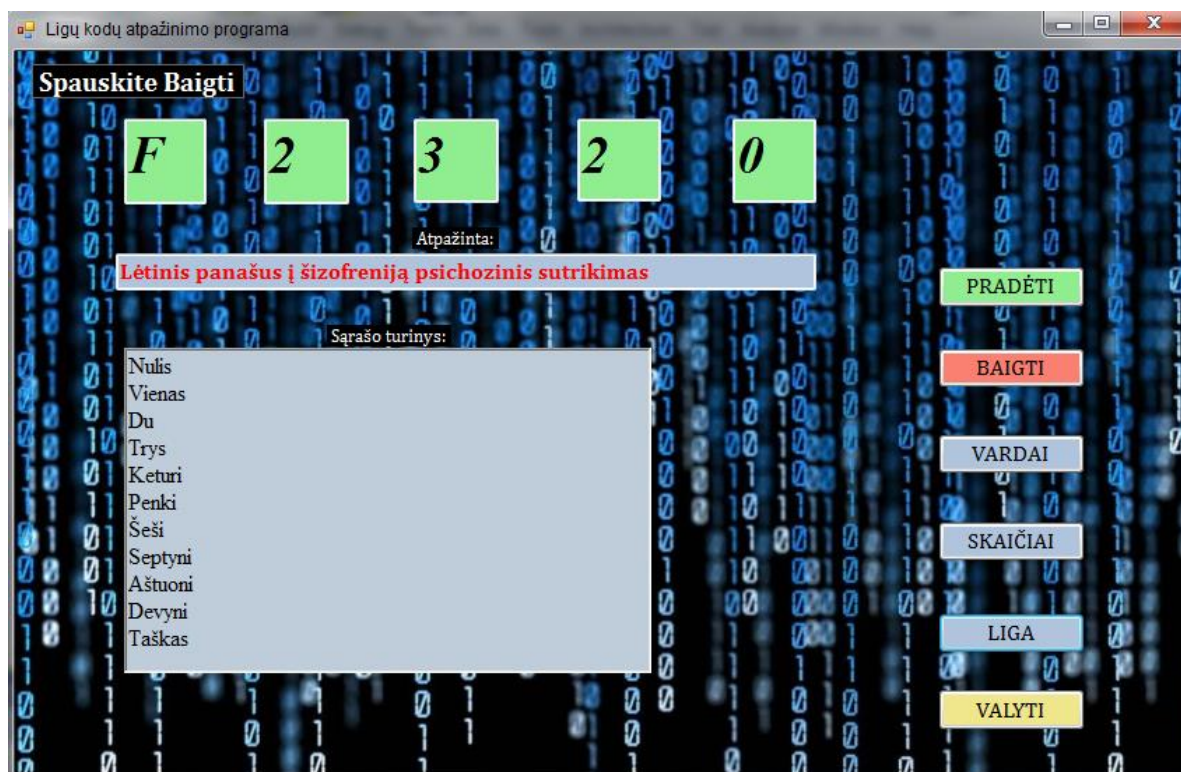 Ligų kodų atpažinimo programa
Spauskite Baigti
F 2 3 2 0
Atpažinta:
Lėtinis panašus į šizofreniją psichozinis sutrikimas
Sąrašo turinys:
Nulis
Vienas
Du
Trys
Keturi
Penki
Šeši
Septyni
Aštuoni
Devyni
Taškas
PRADĖTI
BAIGTI
VARDAI
SKAIČIAI
LIGA
VALYTI